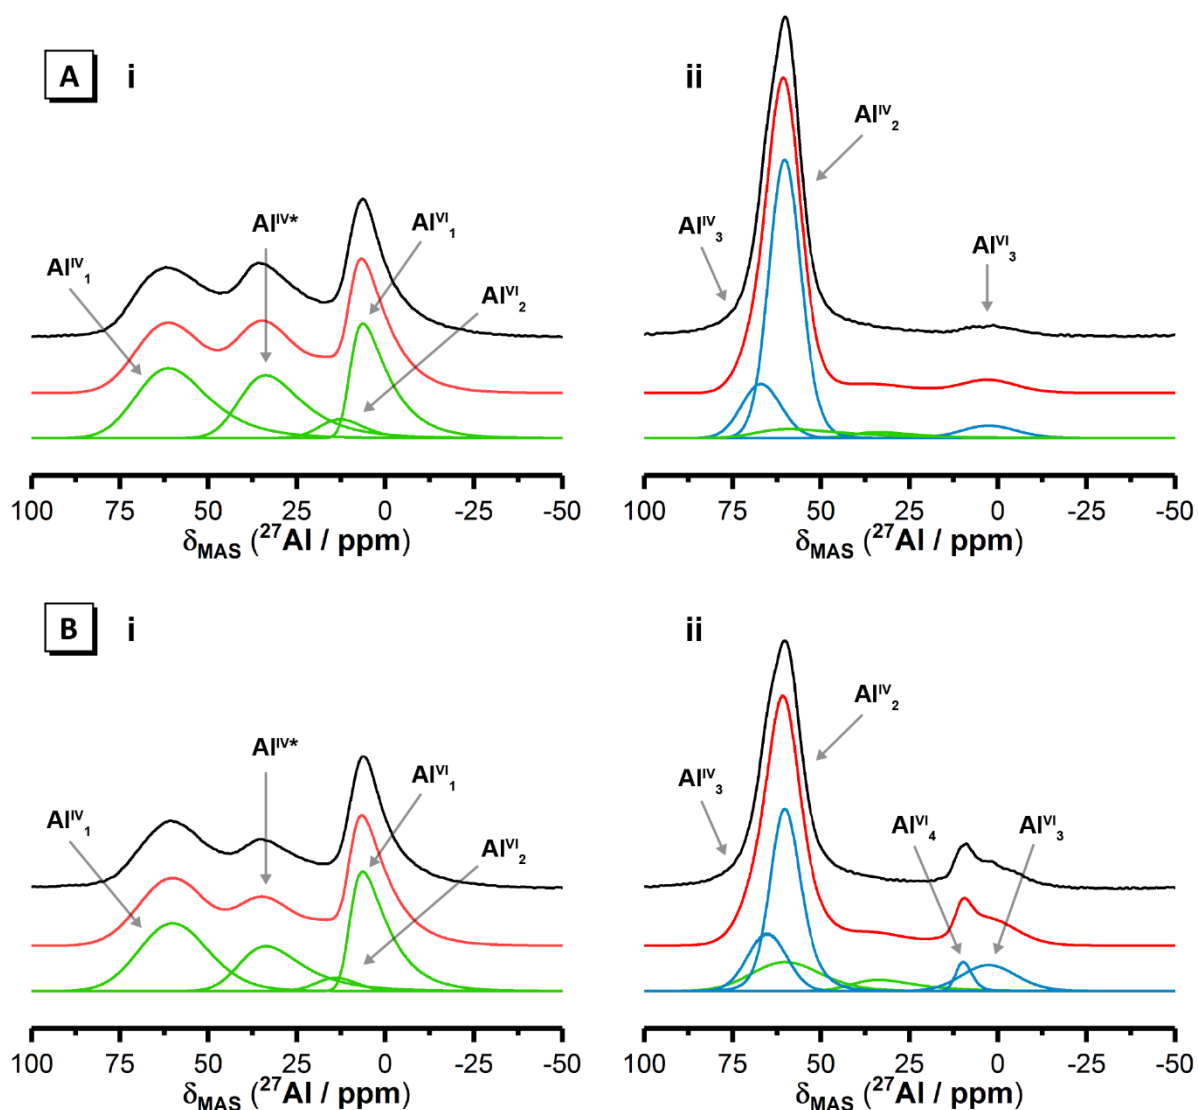 A i ii
Al^IV_2
Al^IV_3
Al^IV* Al^VI_1
Al^VI_3
Al^IV_1
Al^VI_2
100 75 50 25 0 -25 -50
100 75 50 25 0 -25 -50
δ_MAS (^27Al / ppm)
δ_MAS (^27Al / ppm)
B i ii
Al^IV_2
Al^IV*
Al^IV_3
Al^VI_1
Al^IV_1
Al^VI_4 Al^VI_3
Al^VI_2
100 75 50 25 0 -25 -50
100 75 50 25 0 -25 -50
δ_MAS (^27Al / ppm)
δ_MAS (^27Al / ppm)